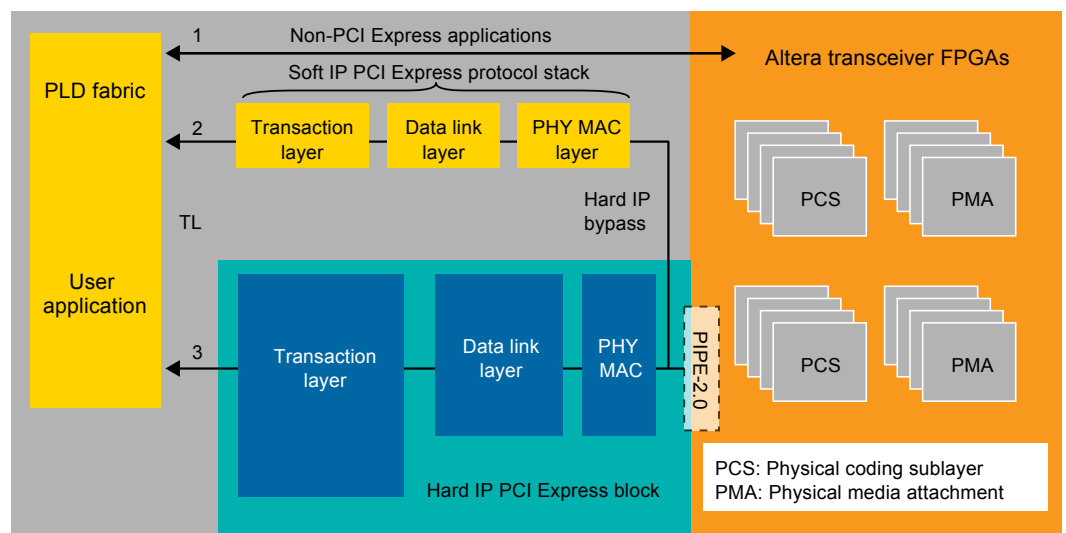 1
Non-PCI Express applications
Altera transceiver FPGAs
Soft IP PCI Express protocol stack
PLD fabric
2
Transaction
layer
Data link
layer
PHY MAC
layer
Hard IP
bypass
TL
User
application
3
Transaction
layer
Data link
layer
PHY
MAC
PIPE-2.0
Hard IP PCI Express block
PCS
PMA
PCS
PMA
PCS: Physical coding sublayer
PMA: Physical media attachment